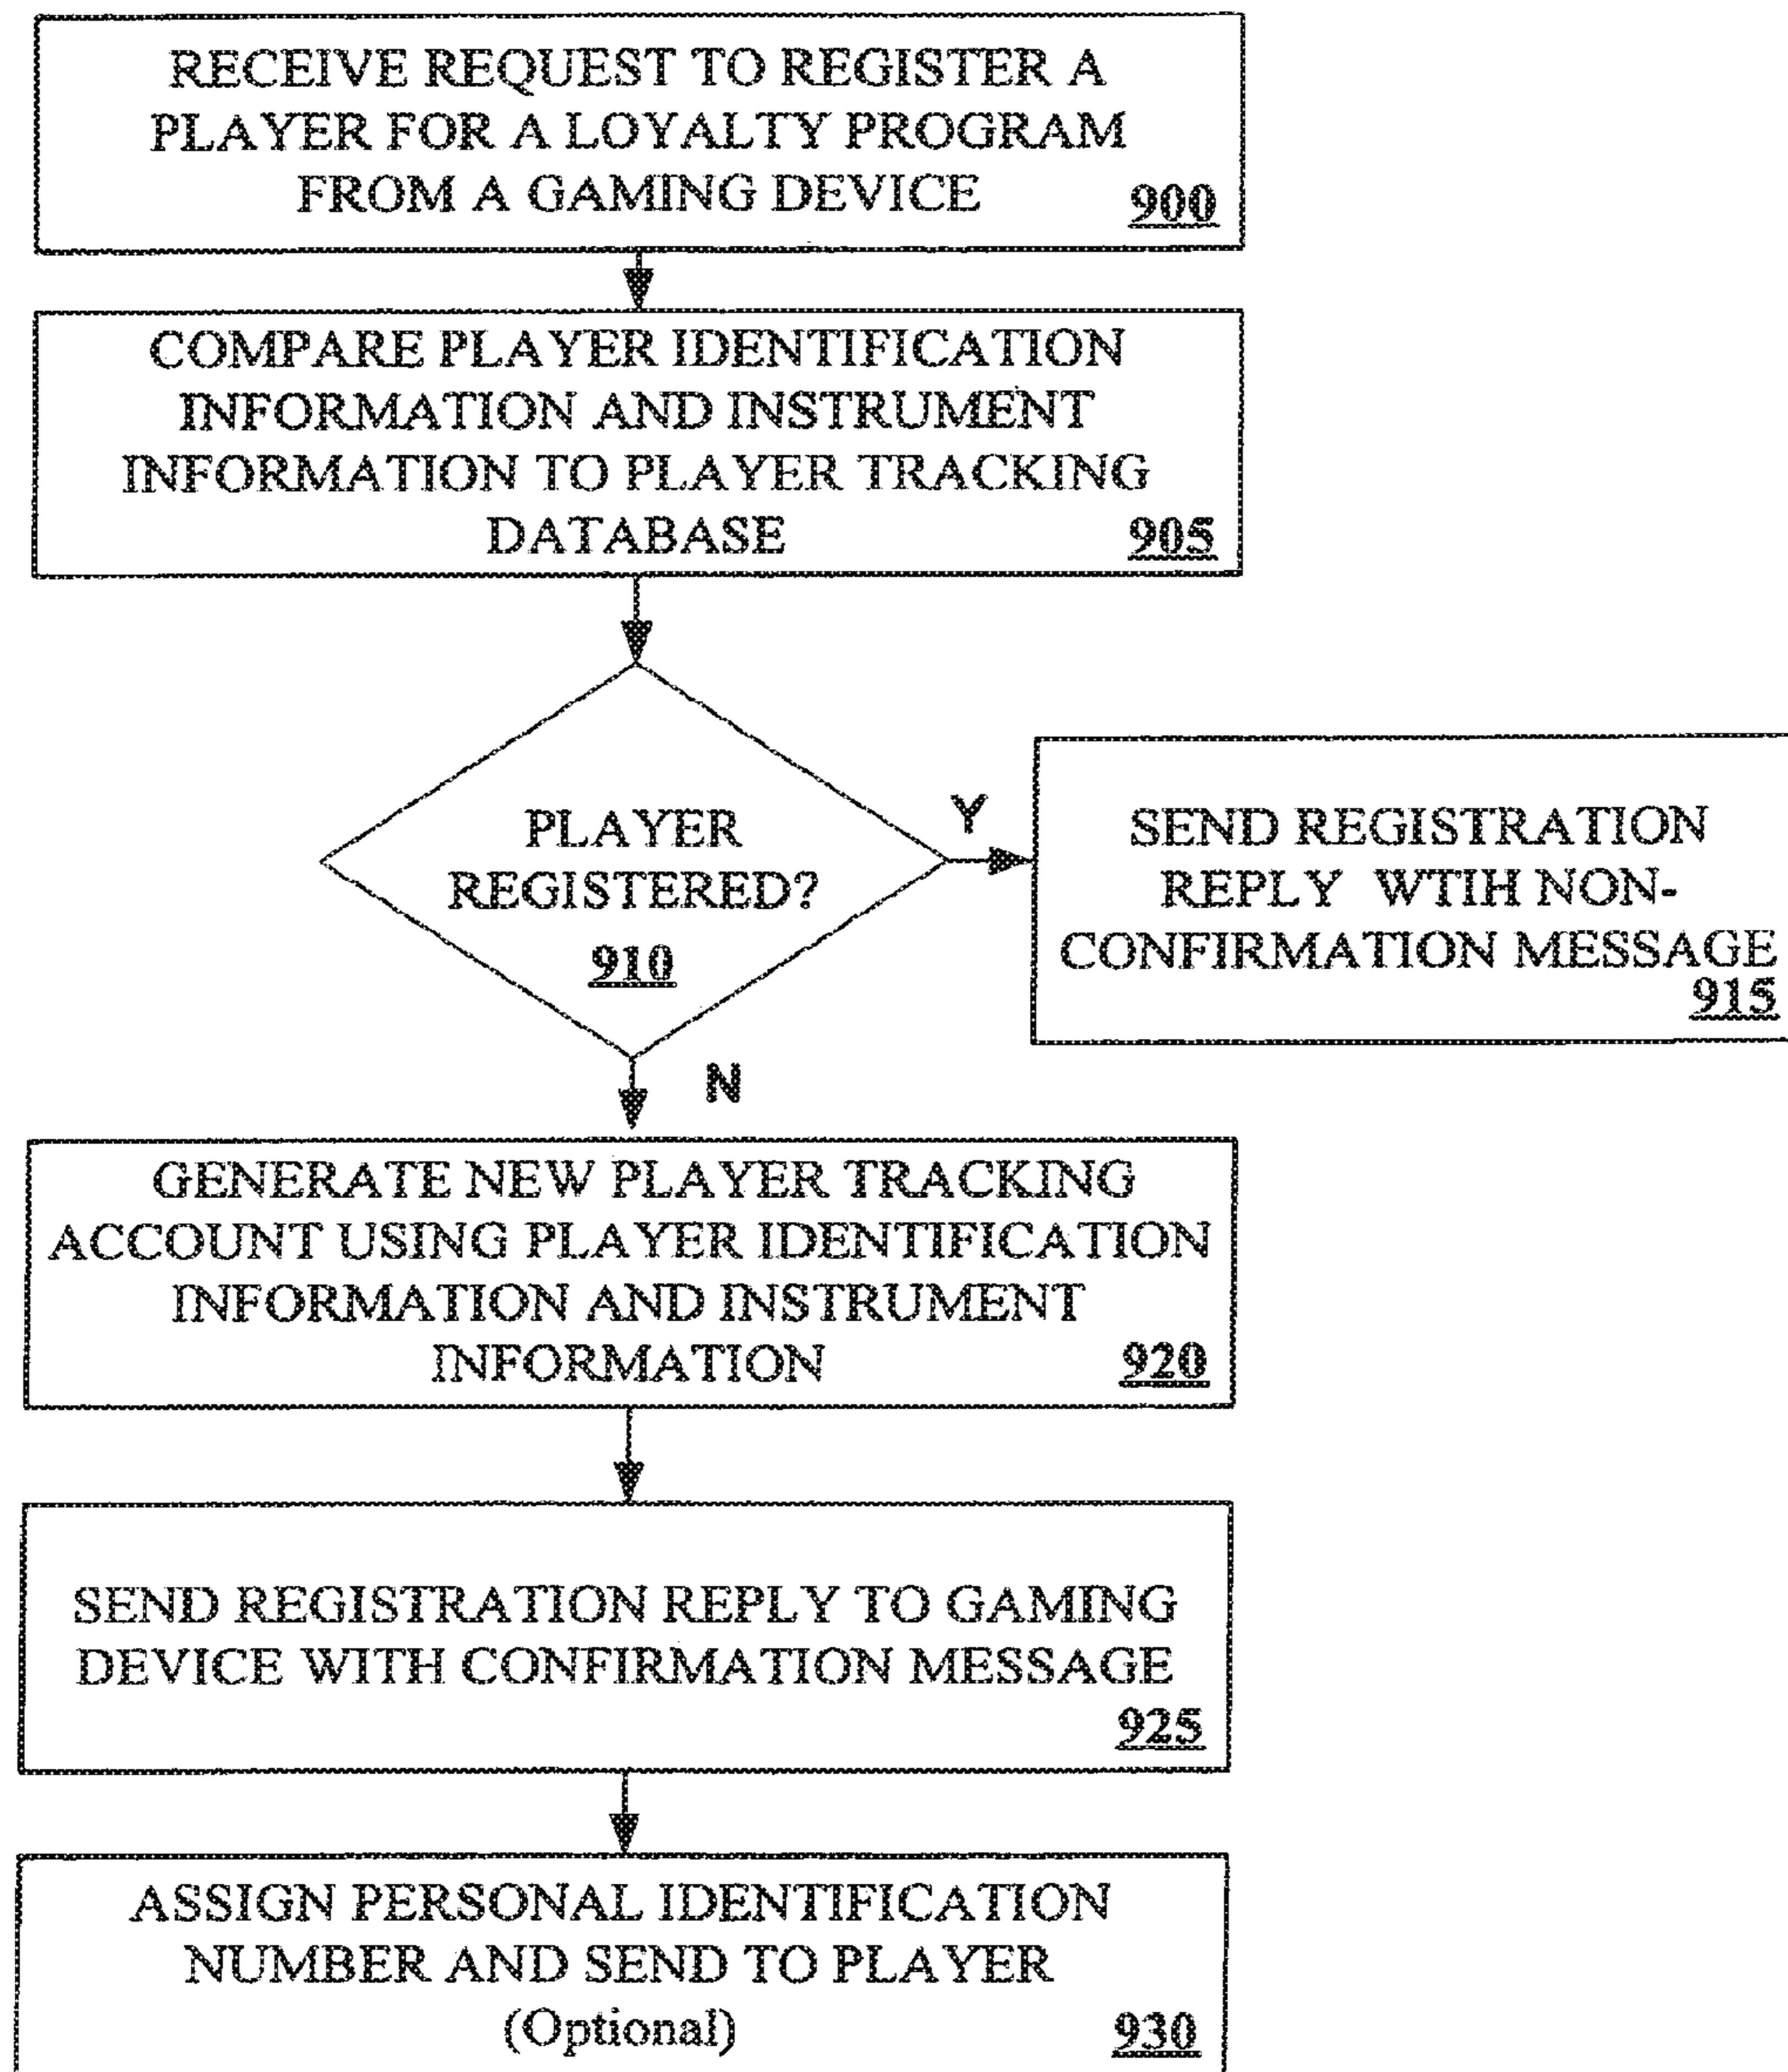 RECEIVE REQUEST TO REGISTER A
PLAYER FOR A LOYALTY PROGRAM
FROM A GAMING DEVICE 900
COMPARE PLAYER IDENTIFICATION
INFORMATION AND INSTRUMENT
INFORMATION TO PLAYER TRACKING
DATABASE 905
PLAYER
REGISTERED?
910
Y
SEND REGISTRATION
REPLY WTIH NON-
CONFIRMATION MESSAGE
915
N
GENERATE NEW PLAYER TRACKING
ACCOUNT USING PLAYER IDENTIFICATION
INFORMATION AND INSTRUMENT
INFORMATION 920
SEND REGISTRATION REPLY TO GAMING
DEVICE WITH CONFIRMATION MESSAGE
925
ASSIGN PERSONAL IDENTIFICATION
NUMBER AND SEND TO PLAYER
(Optional) 930